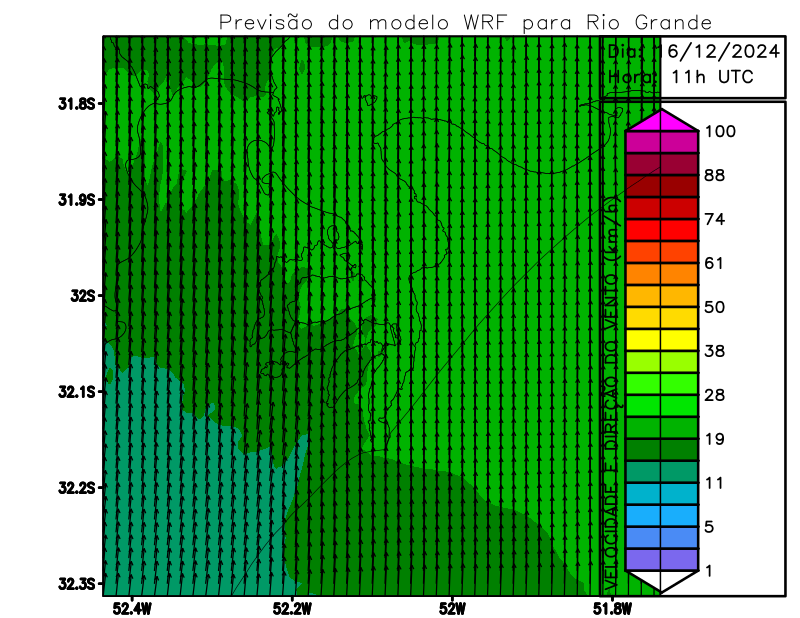 Previsão do modelo WRF para Rio Grande
Dia: 16/12/2024
Hora: 11h UTC
31.8S
31.9S
32S
32.1S
32.2S
32.3S
52.4W
52.2W
52W
51.8W
VELOCIDADE E DIREÇÃO DO VENTO (km/h)
100
88
74
61
50
38
28
19
11
5
1